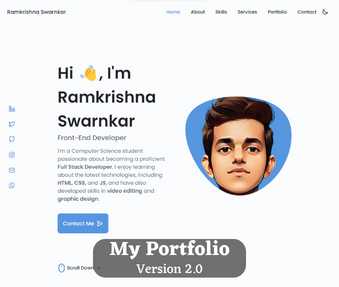 Ramkrishna Swarnkar
Home About Skills Services Portfolio Contact
Hi 👋, I'm
Ramkrishna
Swarnkar
Front-End Developer
I'm a Computer Science student
passionate about becoming a proficient
Full Stack Developer. I enjoy learning
about the latest technologies, including
HTML, CSS, and JS, and have also
developed skills in video editing and
graphic design.
Contact Me
Scroll Down
My Portfolio
Version 2.0